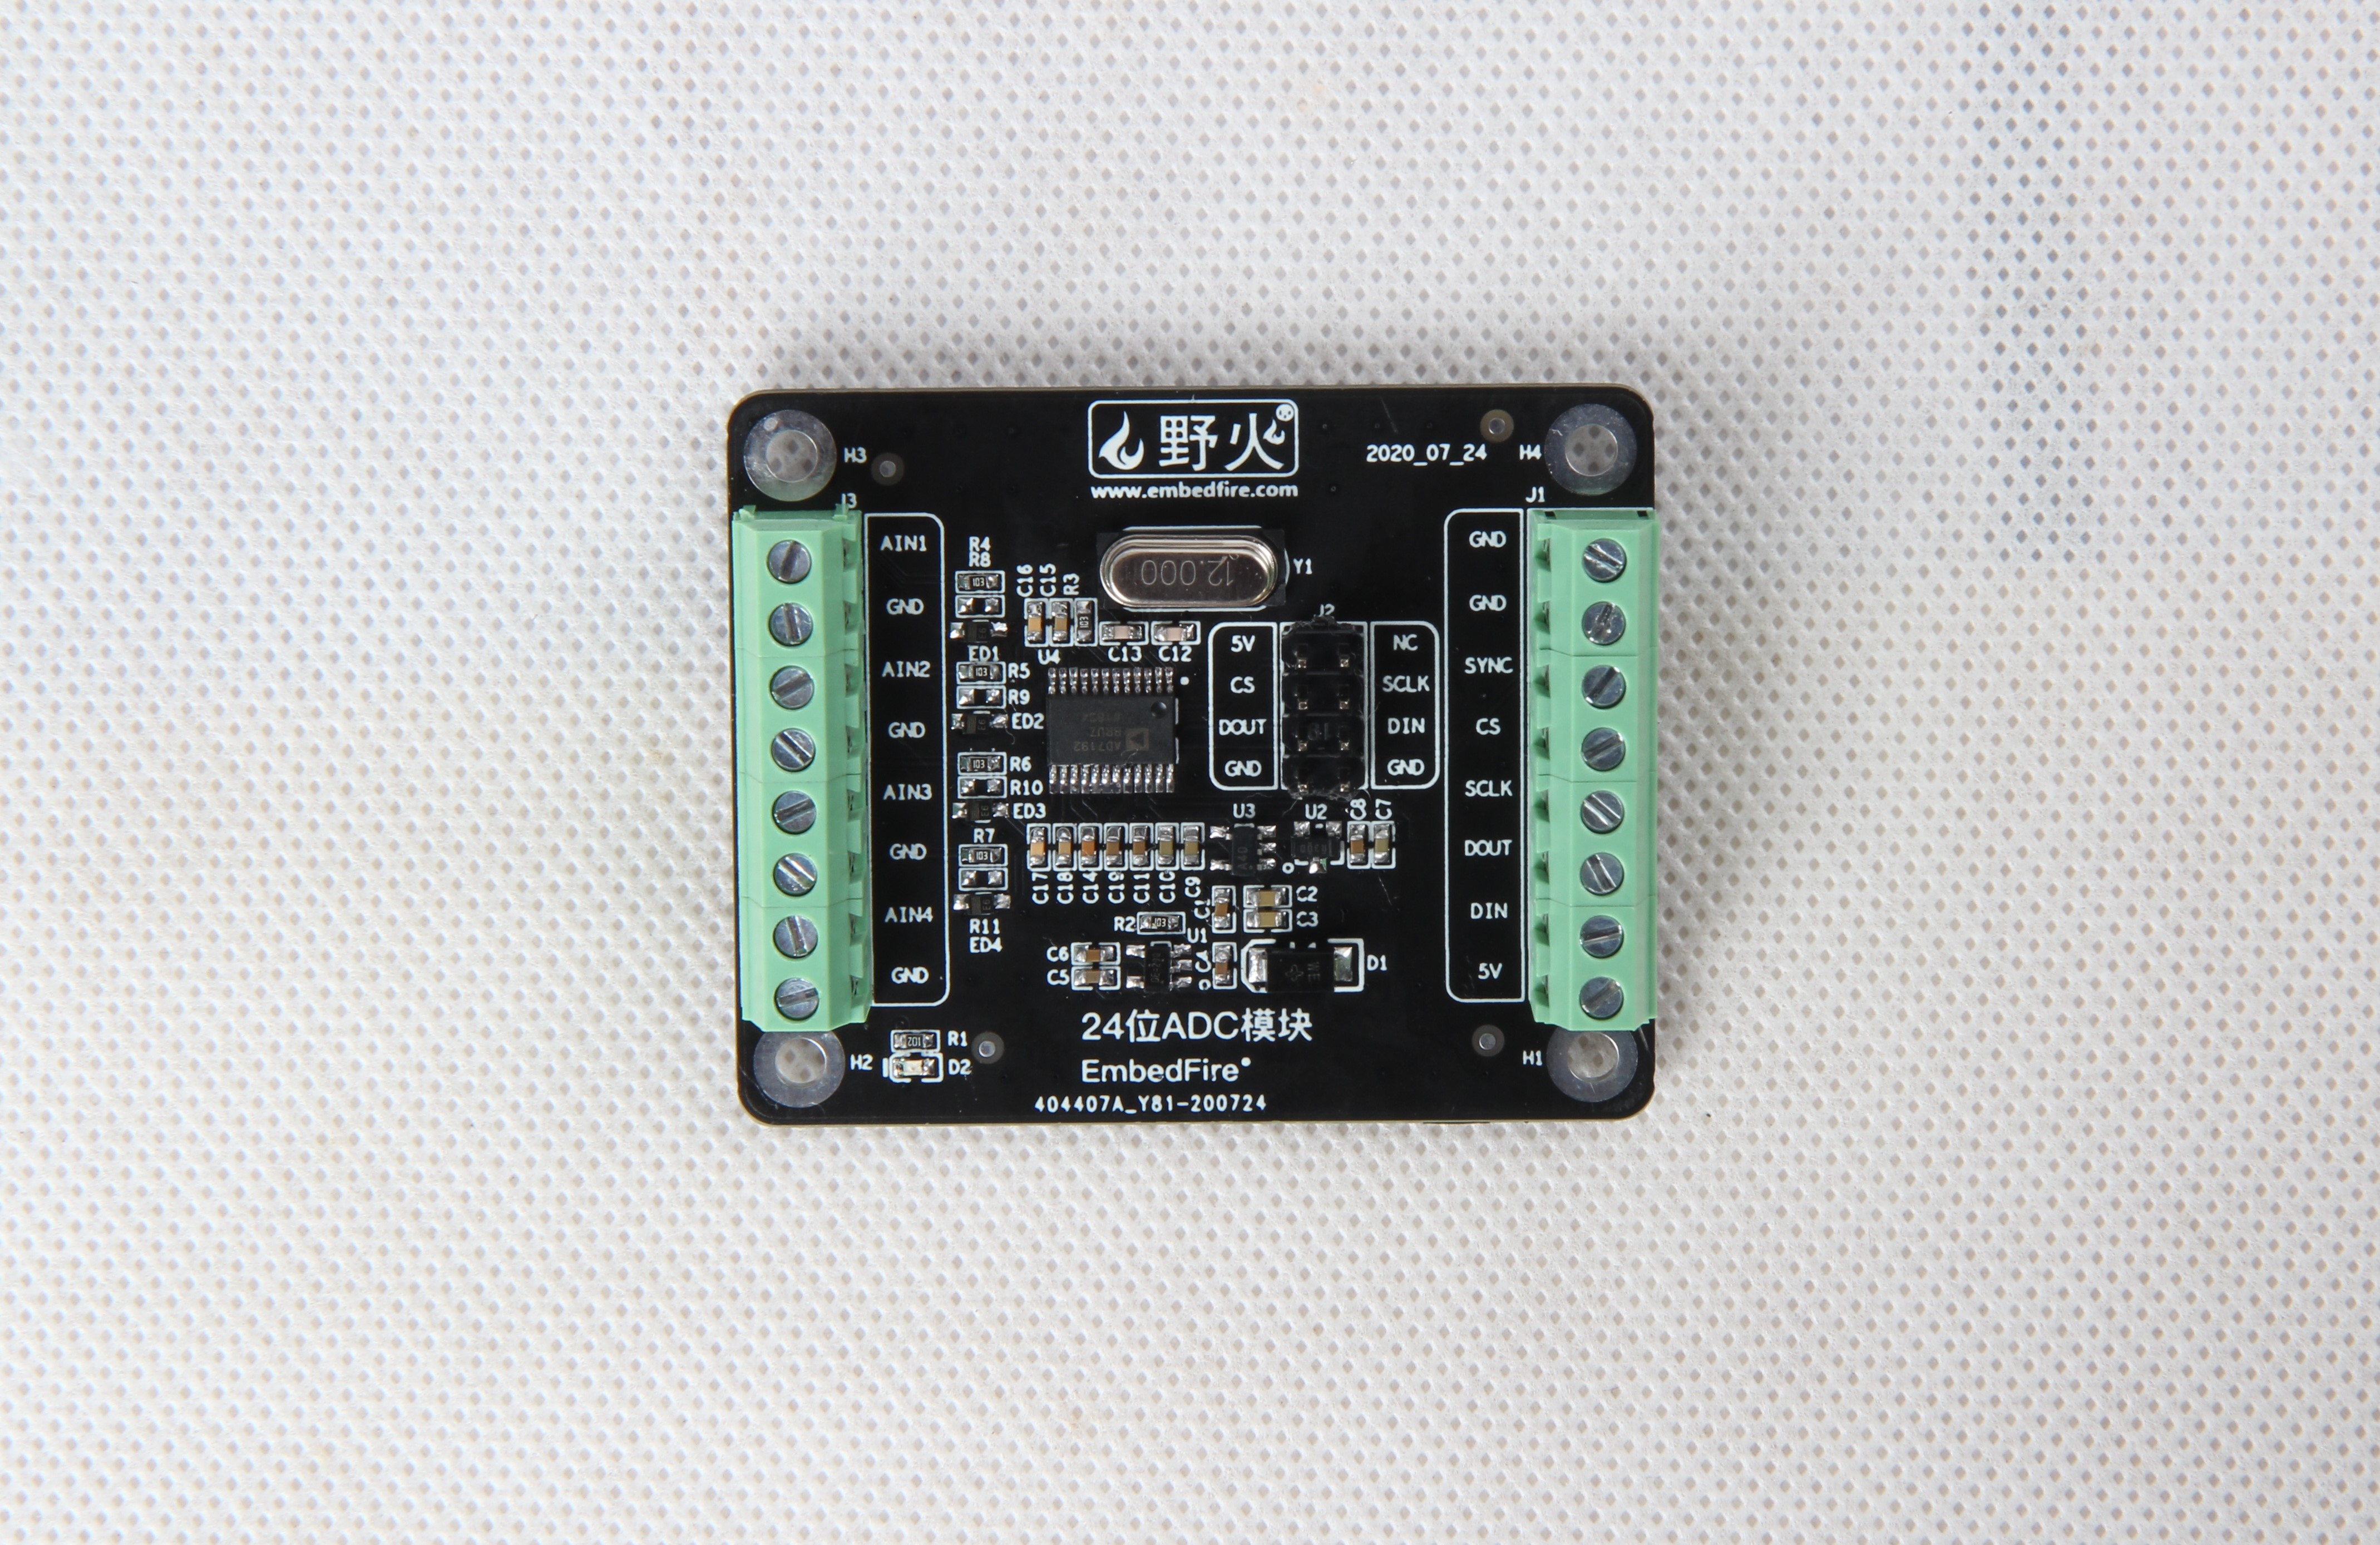 野火®
www.embedfire.com
2020_07_24
H3
H4
J3
J1
AIN1
GND
AIN2
GND
AIN3
GND
AIN4
GND
R4
R8
ED1
R5
R9
ED2
R6
R10
ED3
R7
R11
ED4
C16
C15
R3
U4
12.000
Y1
C13
C12
AD7192
BRUZ
J2
5V
CS
DOUT
GND
NC
SCLK
DIN
GND
U3
U2
C8
C7
C17
C18
C14
C19
C11
C10
C9
C1
C2
C3
R2
U1
C6
C5
C4
D1
GND
GND
SYNC
CS
SCLK
DOUT
DIN
5V
24位ADC模块
EmbedFire
404407A_Y81-200724
H2
R1
D2
H1